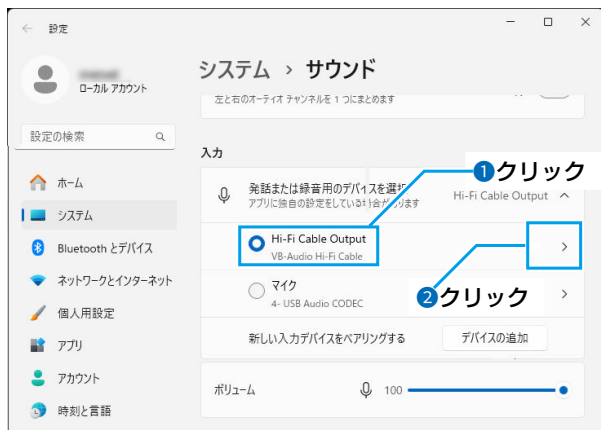 設定
ローカル アカウント
設定の検索
ホーム
システム
Bluetooth とデバイス
ネットワークとインターネット
個人用設定
アプリ
アカウント
時刻と言語
システム › サウンド
左と右のオーディオ チャンネルを 1 つにまとめます
入力
❶クリック
発話または録音用のデバイスを選択
アプリに独自の設定をしている場合があります
Hi-Fi Cable Output
Hi-Fi Cable Output
VB-Audio Hi-Fi Cable
❷クリック
マイク
4- USB Audio CODEC
新しい入力デバイスをペアリングする
デバイスの追加
ボリューム
100